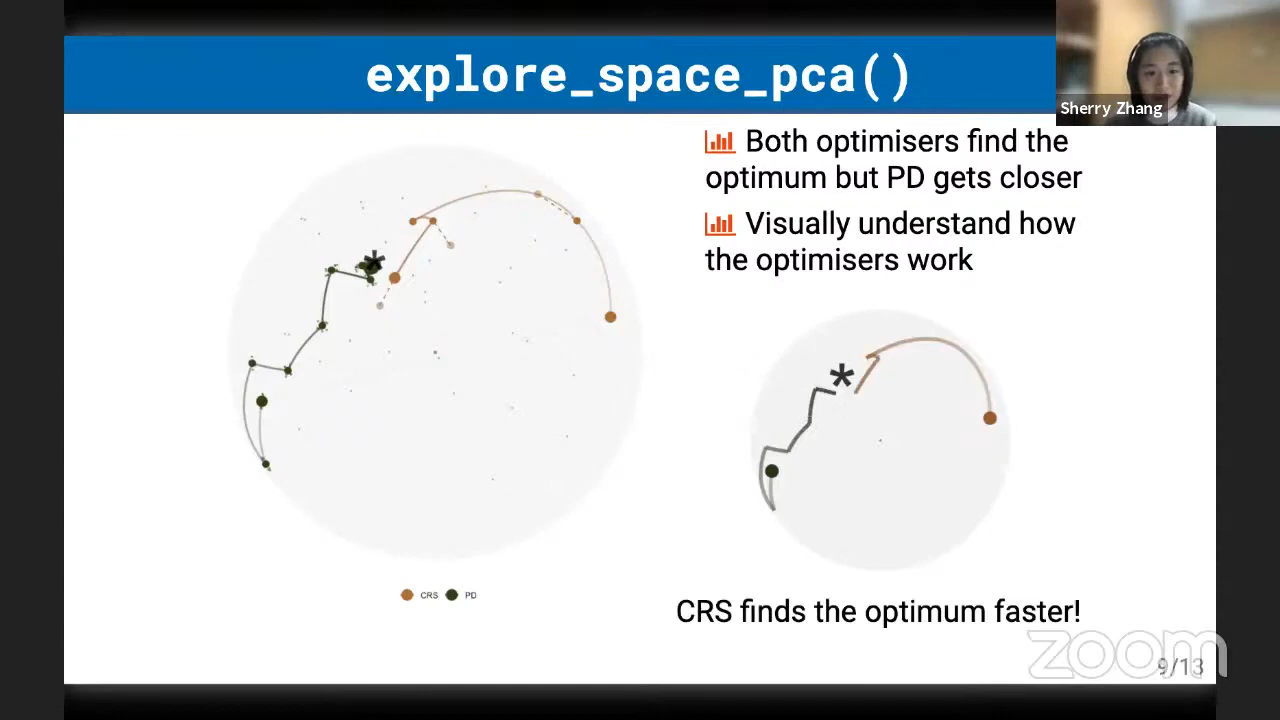 explore_space_pca()
Sherry Zhang
Both optimisers find the
optimum but PD gets closer
Visually understand how
the optimisers work
*
*
CRS PD
CRS finds the optimum faster!
zoom
9/13